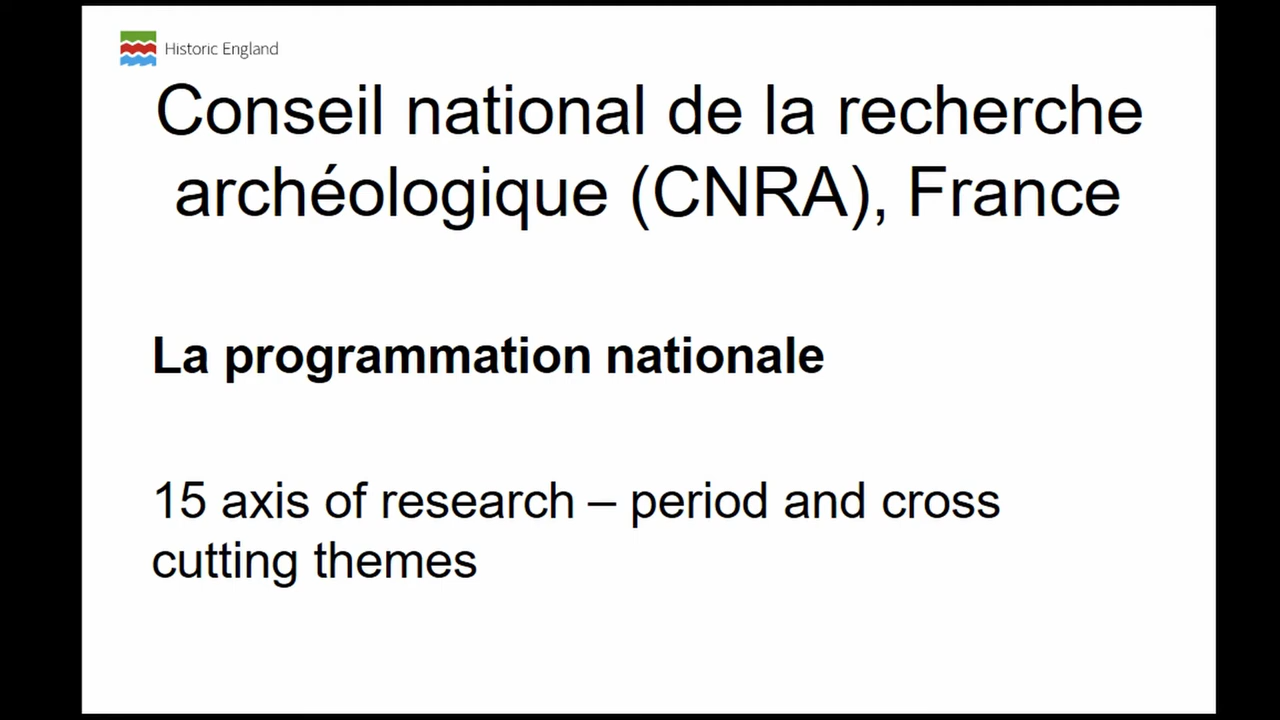 Historic England
Conseil national de la recherche
archéologique (CNRA), France
La programmation nationale
15 axis of research – period and cross
cutting themes